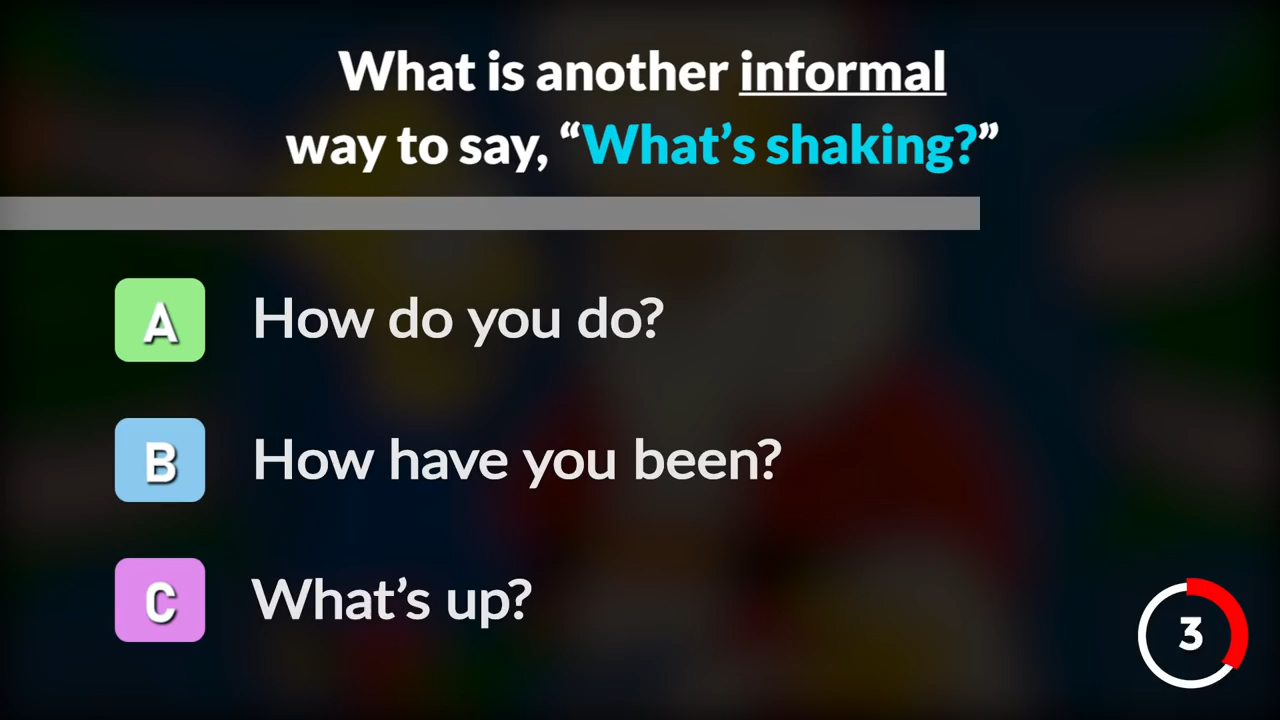 What is another informal
way to say, “What’s shaking?”
A How do you do?
B How have you been?
C What’s up?
3